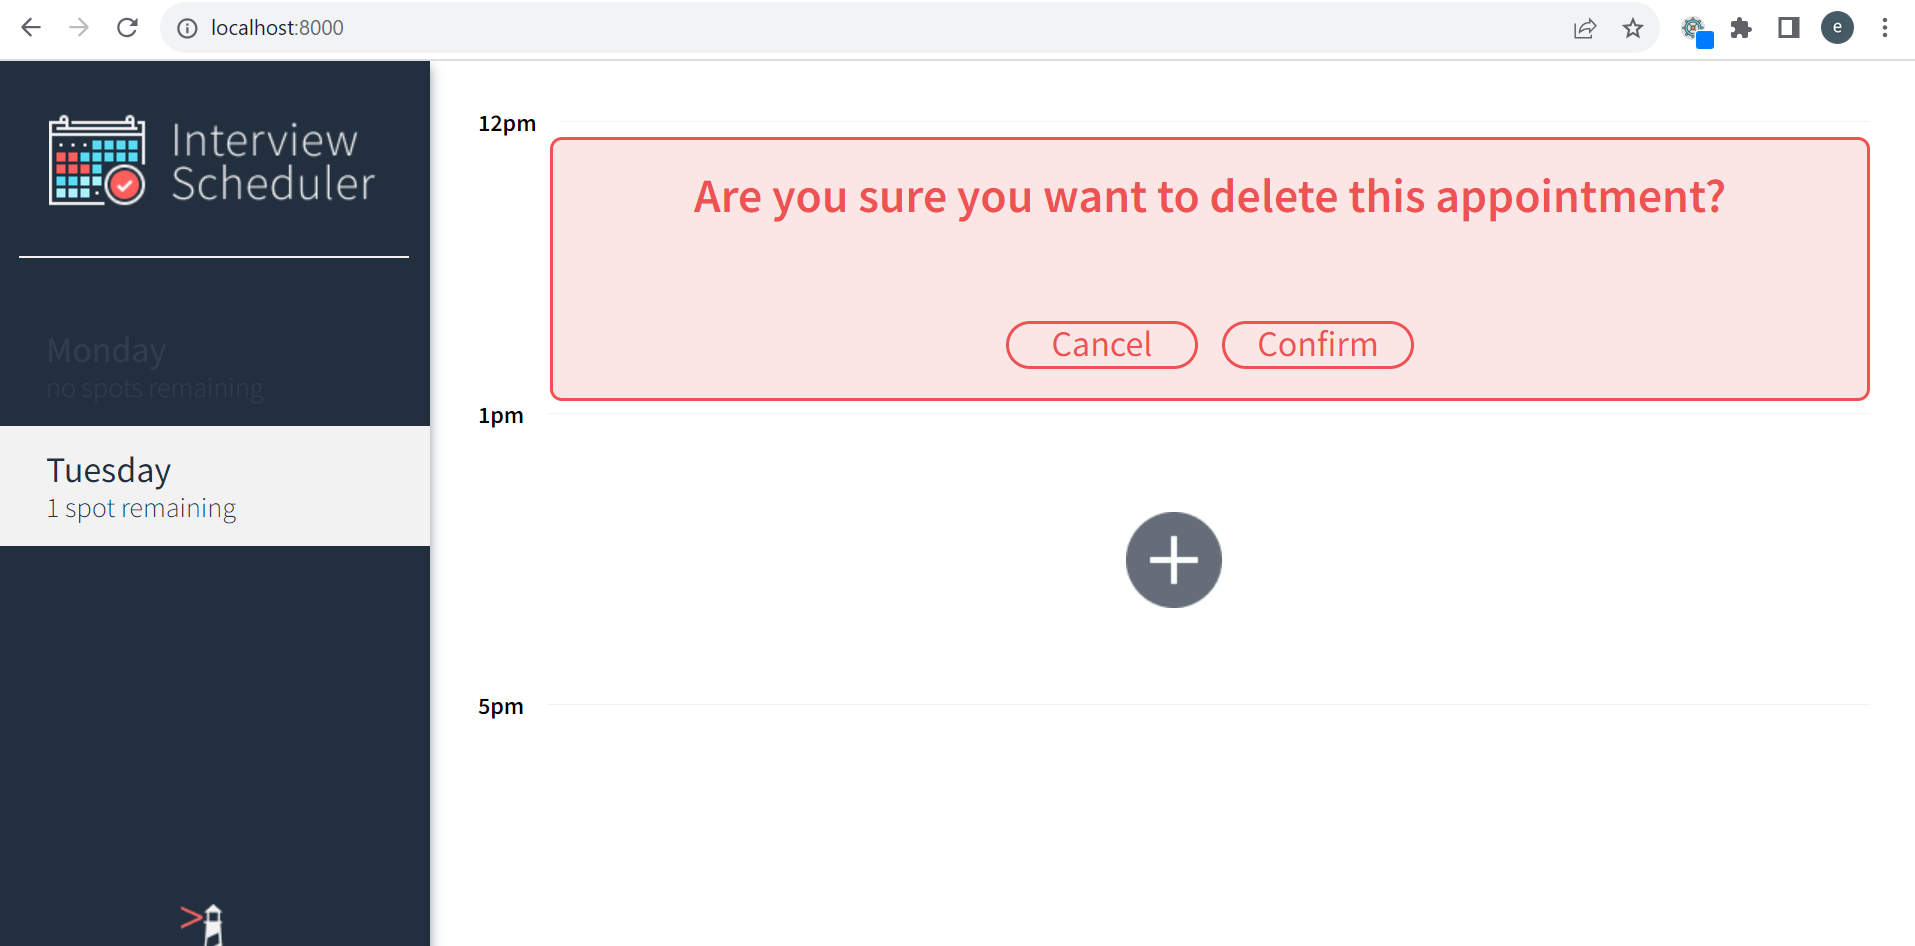 localhost:8000
e
Interview
Scheduler
Monday
no spots remaining
Tuesday
1 spot remaining
12pm
Are you sure you want to delete this appointment?
Cancel
Confirm
1pm
5pm